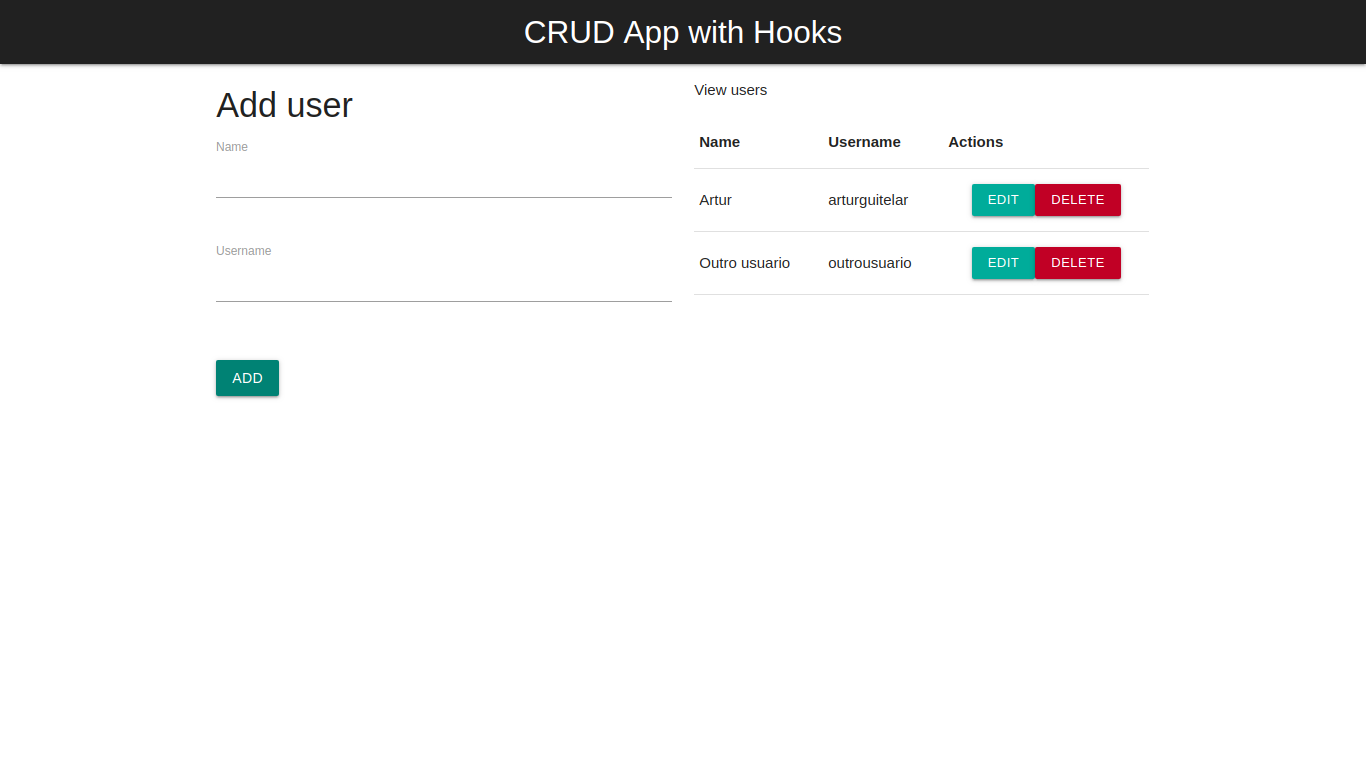 CRUD App with Hooks
Add user
Name
Username
ADD
View users
Name Username Actions
Artur arturguitelar EDIT DELETE
Outro usuario outrousuario EDIT DELETE